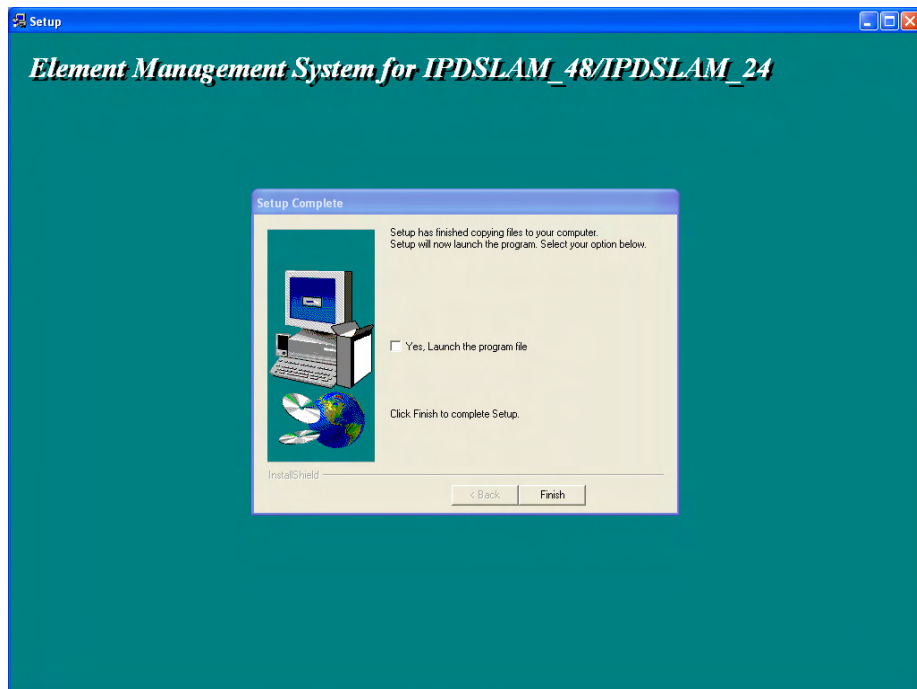 Setup
Element Management System for IPDSLAM_48/IPDSLAM_24
Setup Complete
Setup has finished copying files to your computer.
Setup will now launch the program. Select your option below.
Yes, Launch the program file
Click Finish to complete Setup.
InstallShield
< Back
Finish